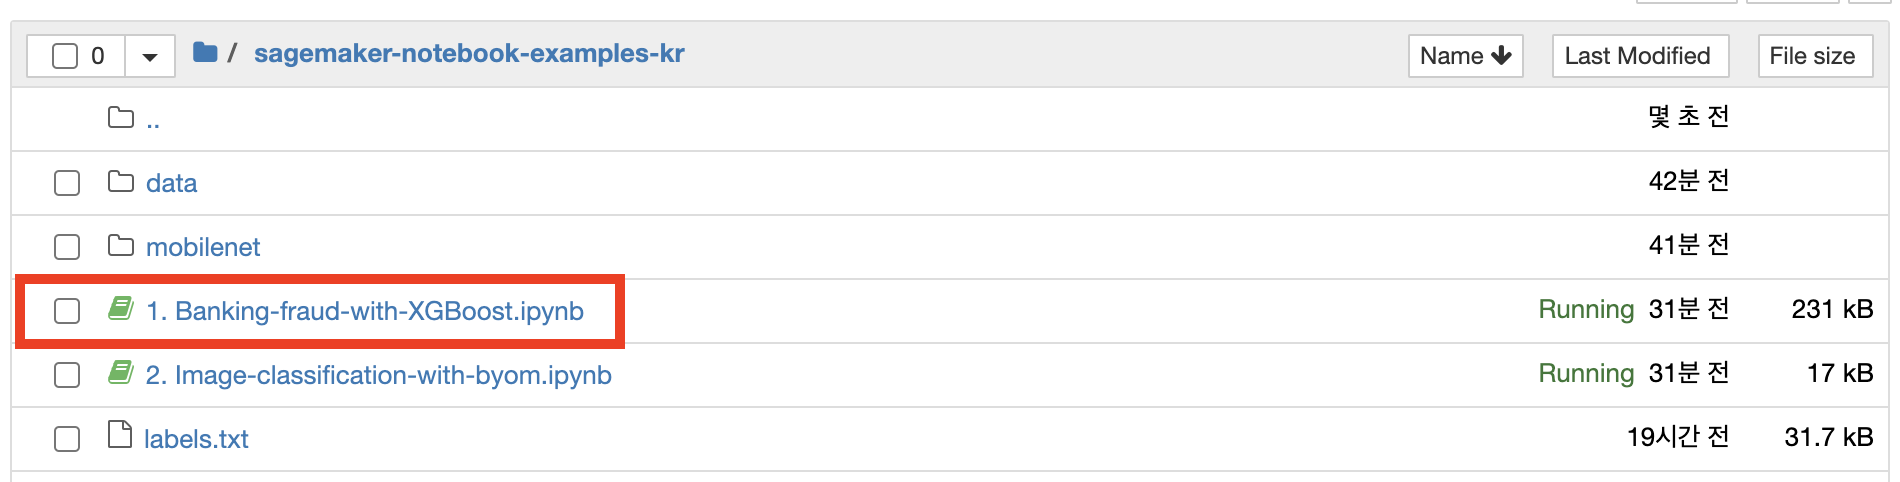 0 / sagemaker-notebook-examples-kr Name Last Modified File size
.. 몇 초 전
data 42분 전
mobilenet 41분 전
1. Banking-fraud-with-XGBoost.ipynb Running 31분 전 231 kB
2. Image-classification-with-byom.ipynb Running 31분 전 17 kB
labels.txt 19시간 전 31.7 kB